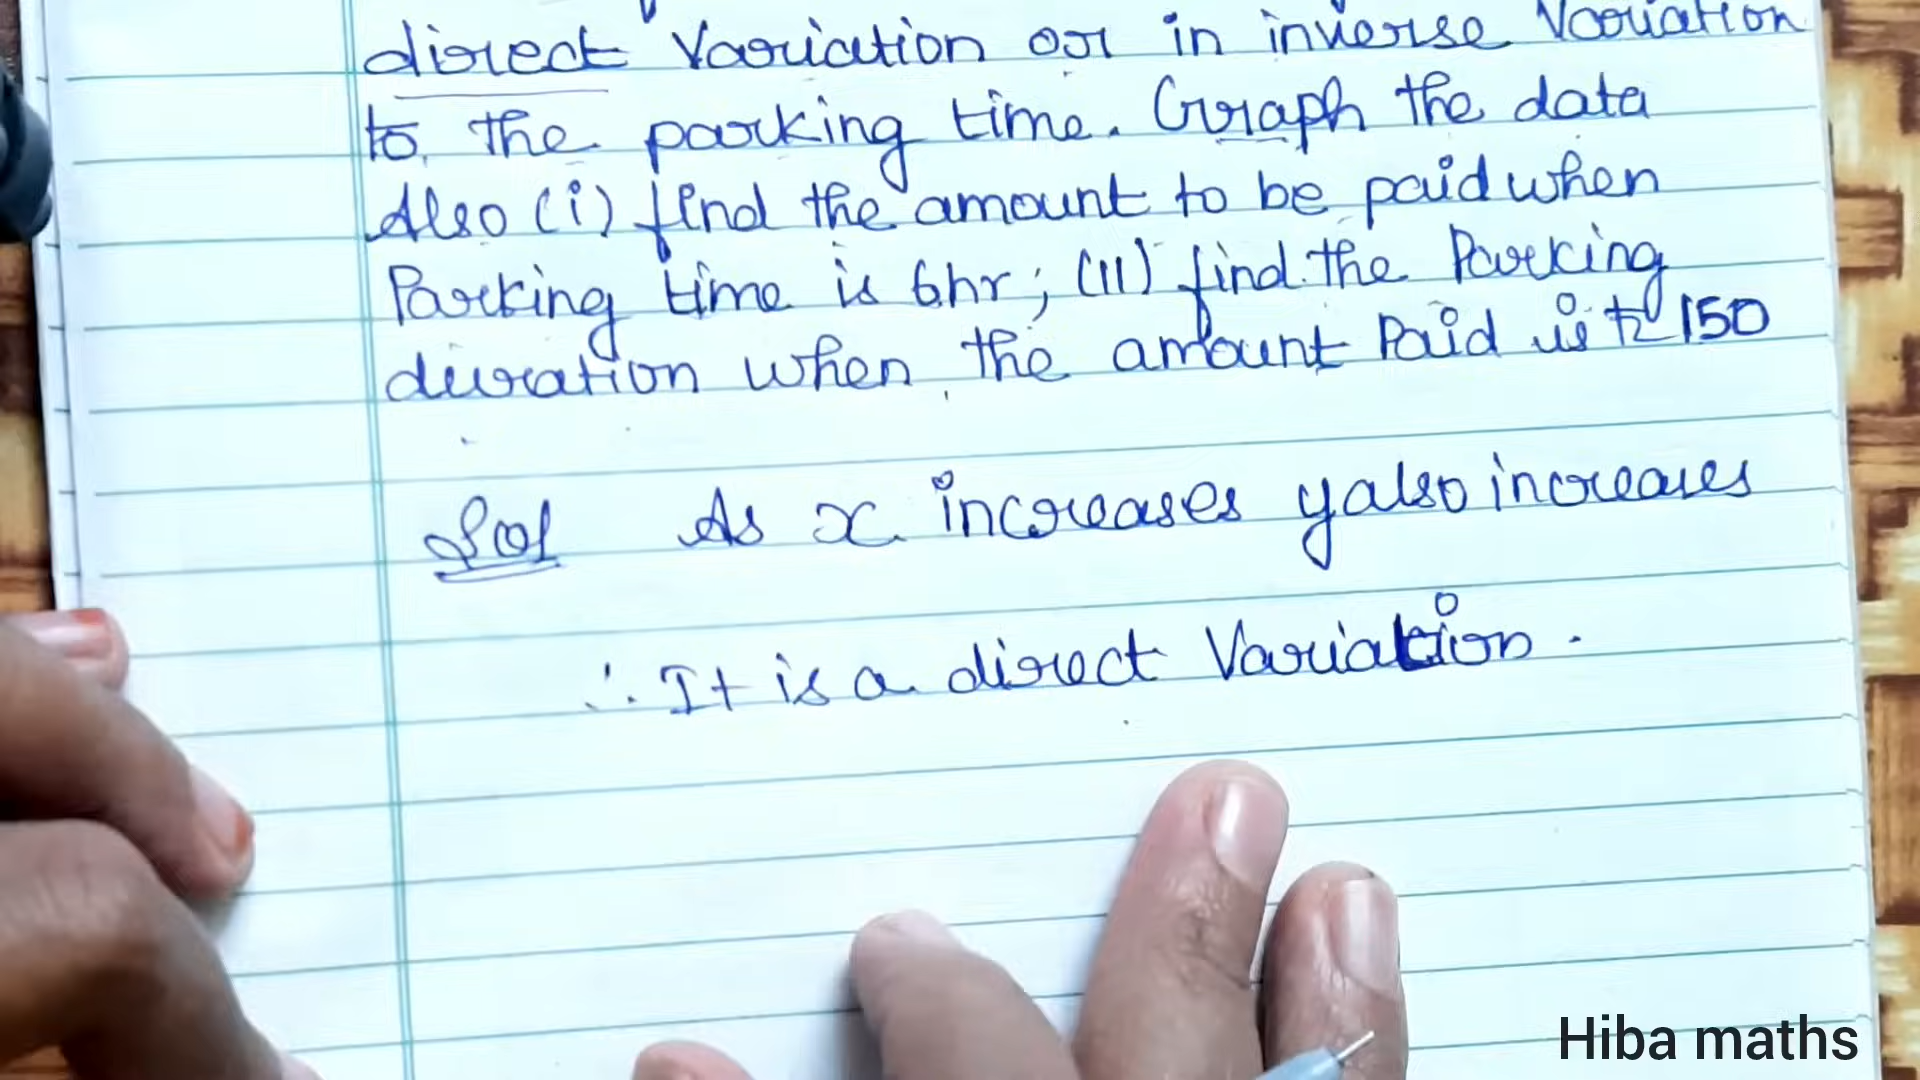 direct Variation or in inverse Variation
to the parking time. Graph the data
Also (i) find the amount to be paid when
Parking time is 6hr ; (II) find the Parking
duration when the amount Paid is ₹ 150
Sol As x increases y also increases
∴ It is a direct Variation.
Hiba maths